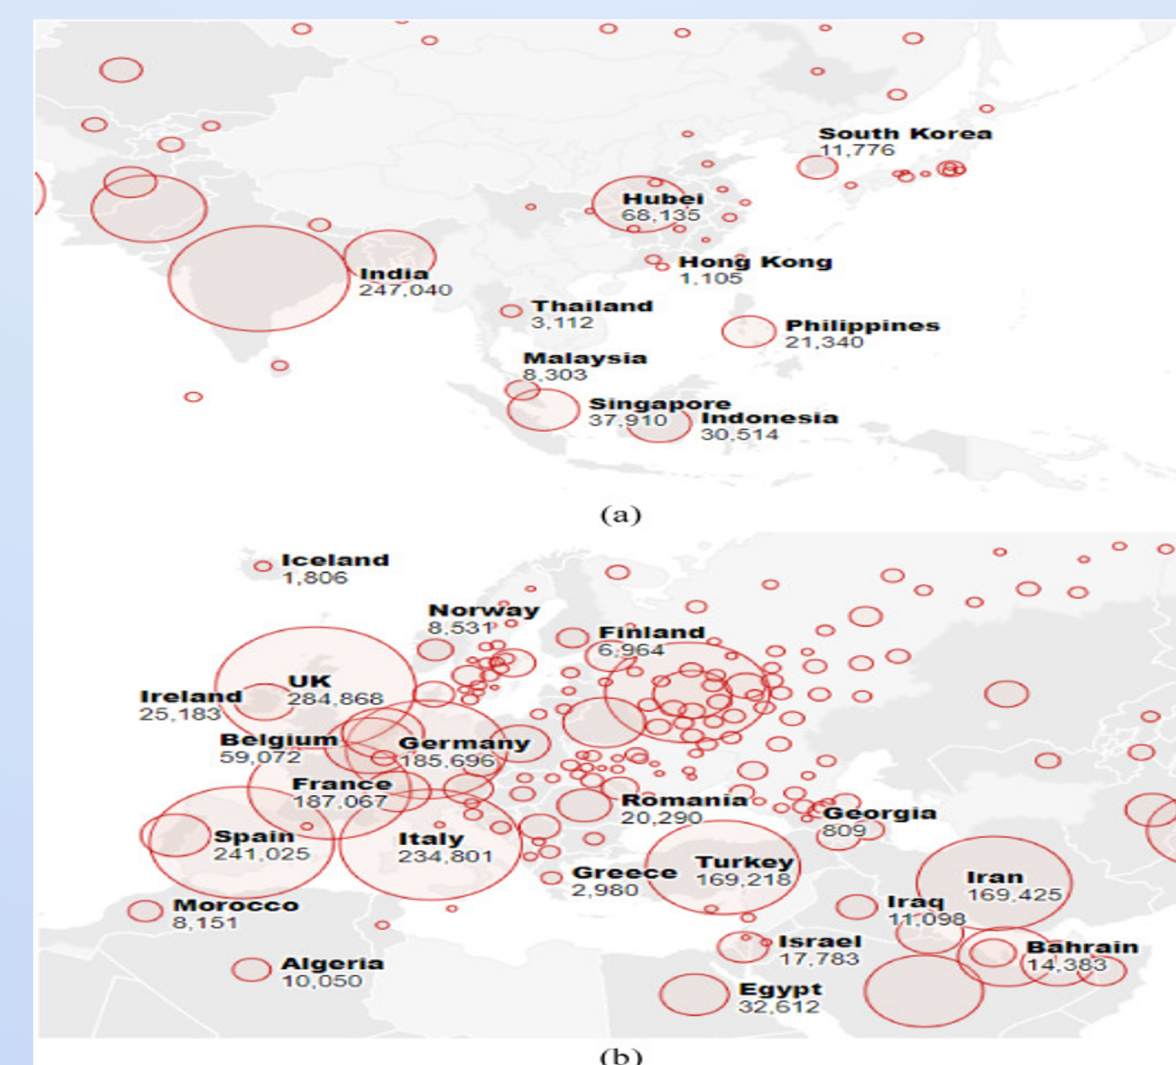 South Korea
11,776
Hubei
68,135
Hong Kong
1,105
India
247,040
Thailand
3,112
Philippines
21,340
Malaysia
8,303
Singapore
37,910
Indonesia
30,514
(a)
Iceland
1,806
Norway
8,531
Finland
6,964
UK
284,868
Ireland
25,183
Belgium
59,072
Germany
185,696
France
187,067
Romania
20,290
Georgia
809
Spain
241,025
Italy
234,801
Turkey
169,218
Greece
2,980
Iran
169,425
Morocco
8,151
Iraq
11,098
Israel
17,783
Bahrain
14,383
Algeria
10,050
Egypt
32,612
(b)